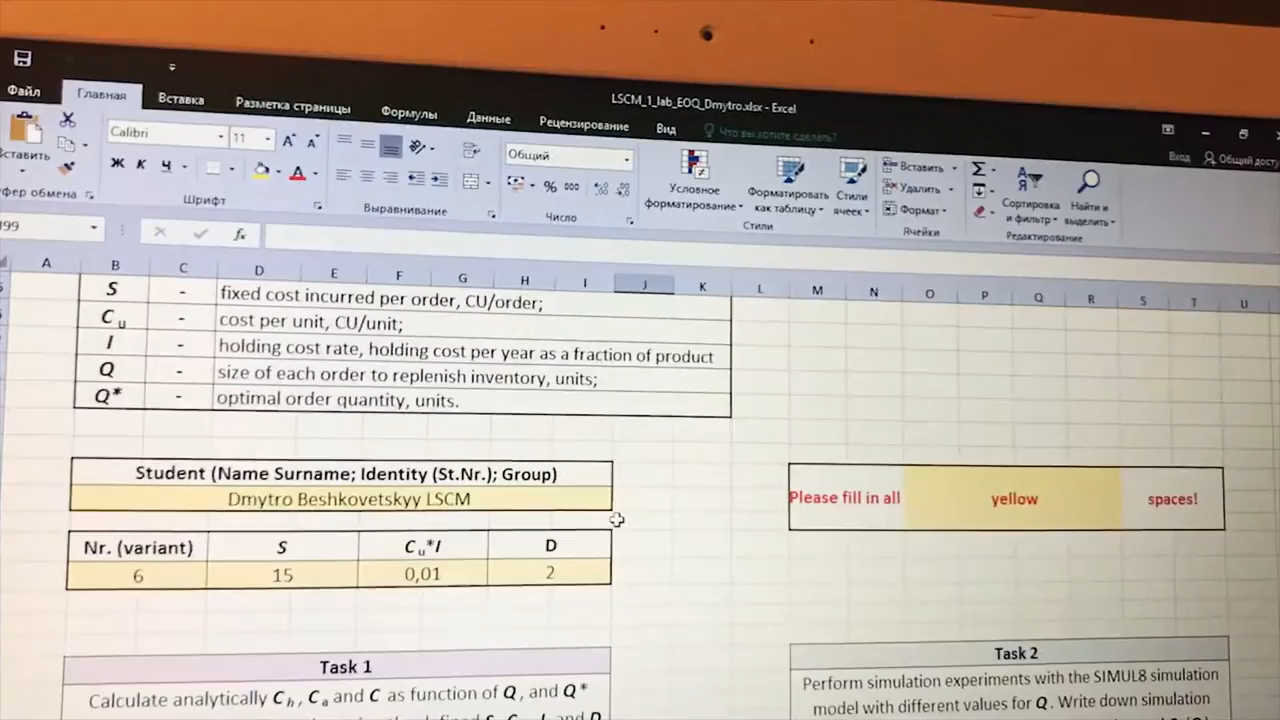 LSCM_1_lab_EOQ_Dmytro.xlsx - Excel
Файл Главная Вставка Разметка страницы Формулы Данные Рецензирование Вид Что вы хотите сделать?
Вход Общий дост
Calibri 11 Общий
Ж К Ч
% 000
Условное форматирование
Форматировать как таблицу
Стили ячеек
Вставить
Удалить
Формат
Сортировка и фильтр
Найти и выделить
Шрифт Выравнивание Число Стили Ячейки Редактирование
fx
A B C D E F G H I J K L M N O P Q R S T U
S - fixed cost incurred per order, CU/order;
C u - cost per unit, CU/unit;
I - holding cost rate, holding cost per year as a fraction of product
Q - size of each order to replenish inventory, units;
Q* - optimal order quantity, units.
Student (Name Surname; Identity (St.Nr.); Group)
Dmytro Beshkovetskyy LSCM
Please fill in all yellow spaces!
Nr. (variant) S Cu*I D
6 15 0,01 2
Task 1
Calculate analytically Ch, Ca and C as function of Q, and Q*
Task 2
Perform simulation experiments with the SIMUL8 simulation
model with different values for Q. Write down simulation